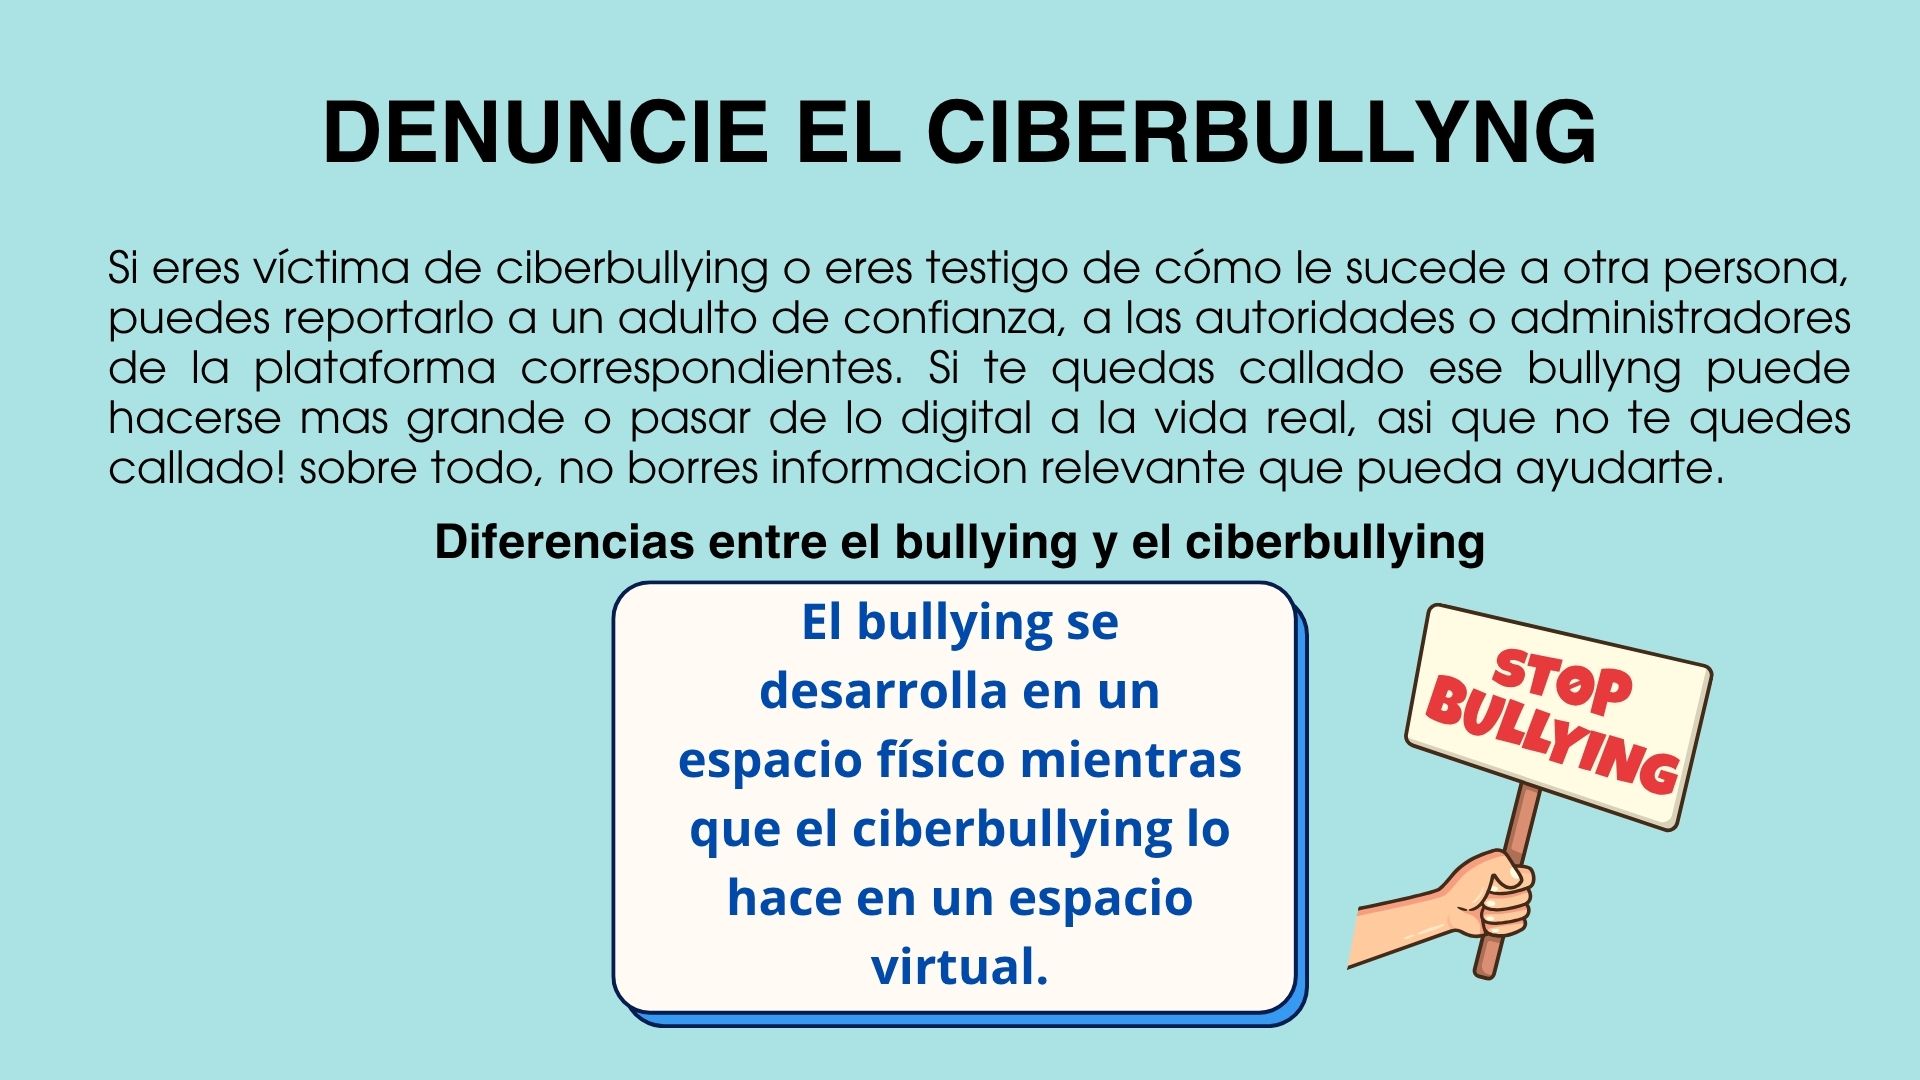 DENUNCIE EL CIBERBULLYNG
Si eres víctima de ciberbullying o eres testigo de cómo le sucede a otra persona,
puedes reportarlo a un adulto de confianza, a las autoridades o administradores
de la plataforma correspondientes. Si te quedas callado ese bullyng puede
hacerse mas grande o pasar de lo digital a la vida real, asi que no te quedes
callado! sobre todo, no borres informacion relevante que pueda ayudarte.
Diferencias entre el bullying y el ciberbullying
El bullying se
desarrolla en un
espacio físico mientras
que el ciberbullying lo
hace en un espacio
virtual.
STOP
BULLYING